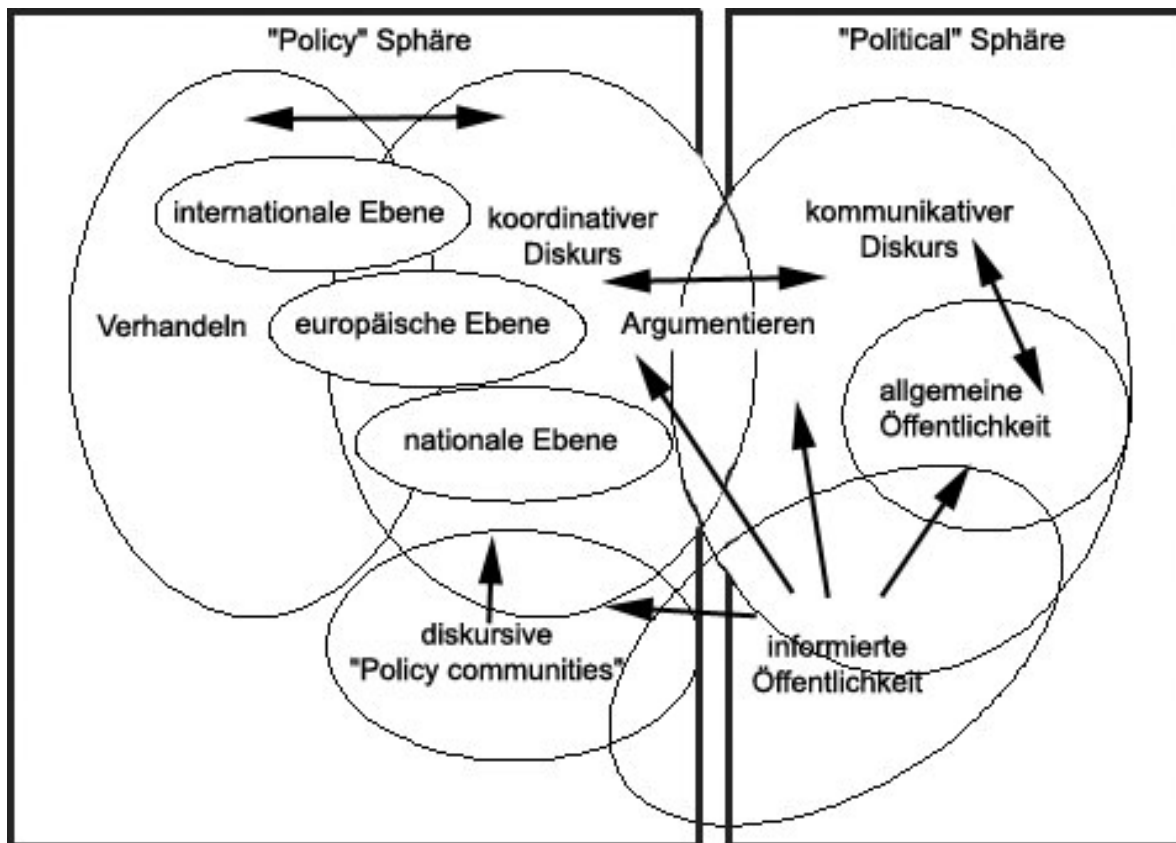 "Policy" Sphäre
"Political" Sphäre
internationale Ebene
koordinativer
Diskurs
kommunikativer
Diskurs
Verhandeln
europäische Ebene
Argumentieren
allgemeine
Öffentlichkeit
nationale Ebene
diskursive
"Policy communities"
informierte
Öffentlichkeit